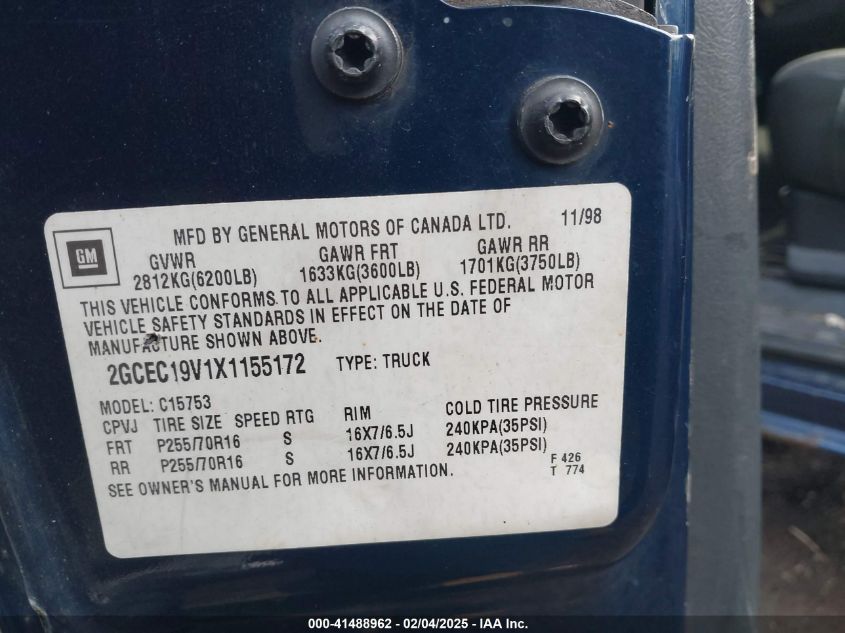 MFD BY GENERAL MOTORS OF CANADA LTD. 11/98
GM
GVWR GAWR FRT GAWR RR
2812KG(6200LB) 1633KG(3600LB) 1701KG(3750LB)
THIS VEHICLE CONFORMS TO ALL APPLICABLE U.S. FEDERAL MOTOR
VEHICLE SAFETY STANDARDS IN EFFECT ON THE DATE OF
MANUFACTURE SHOWN ABOVE.
2GCEC19V1X1155172 TYPE: TRUCK
MODEL: C15753
CPVJ TIRE SIZE SPEED RTG RIM COLD TIRE PRESSURE
FRT P255/70R16 S 16X7/6.5J 240KPA(35PSI)
RR P255/70R16 S 16X7/6.5J 240KPA(35PSI)
SEE OWNER'S MANUAL FOR MORE INFORMATION.
F 426
T 774
000-41488962 - 02/04/2025 - © IAA Holdings, LLC.